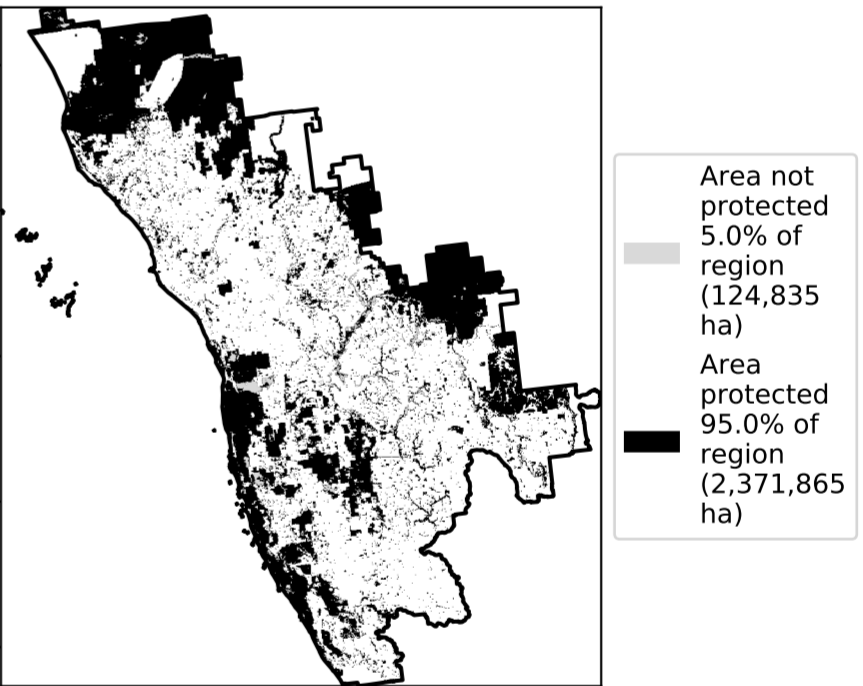 Area not
protected
5.0% of
region
(124,835
ha)
Area
protected
95.0% of
region
(2,371,865
ha)